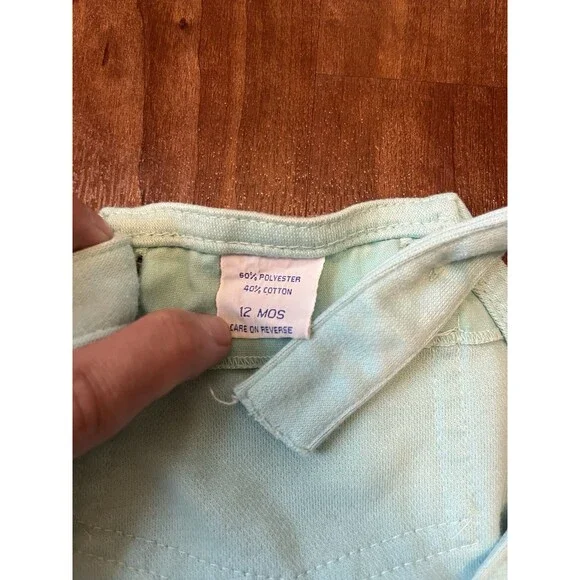 60% POLYESTER
40% COTTON
12 MOS
CARE ON REVERSE